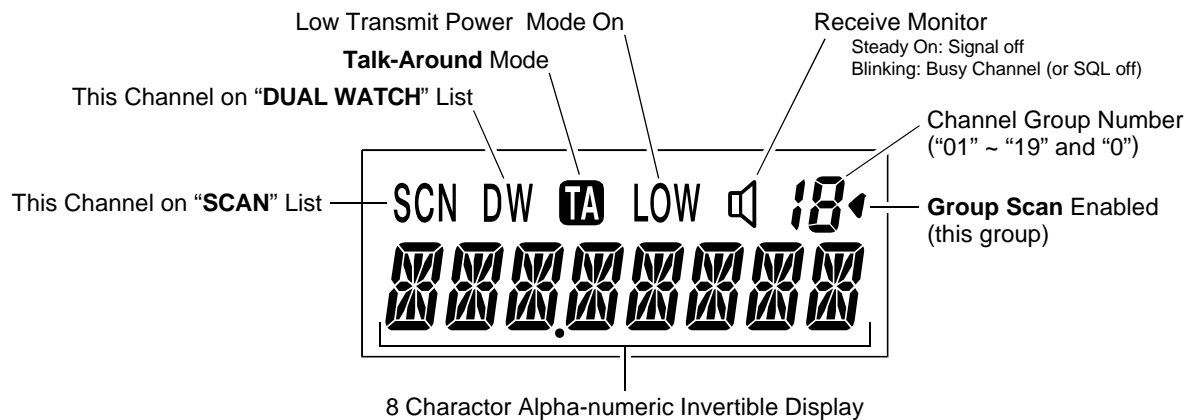 Low Transmit Power  Mode On
Receive Monitor
Steady On: Signal off
Blinking: Busy Channel (or SQL off)
Talk-Around Mode
This Channel on “DUAL WATCH” List
Channel Group Number
(“01” ~ “19” and “0”)
This Channel on “SCAN” List
SCN DW TA LOW 18
Group Scan Enabled
(this group)
8 Charactor Alpha-numeric Invertible Display